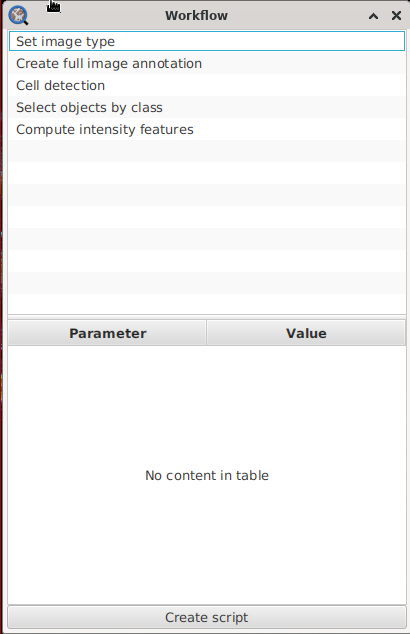 Workflow
Set image type
Create full image annotation
Cell detection
Select objects by class
Compute intensity features
Parameter Value
No content in table
Create script